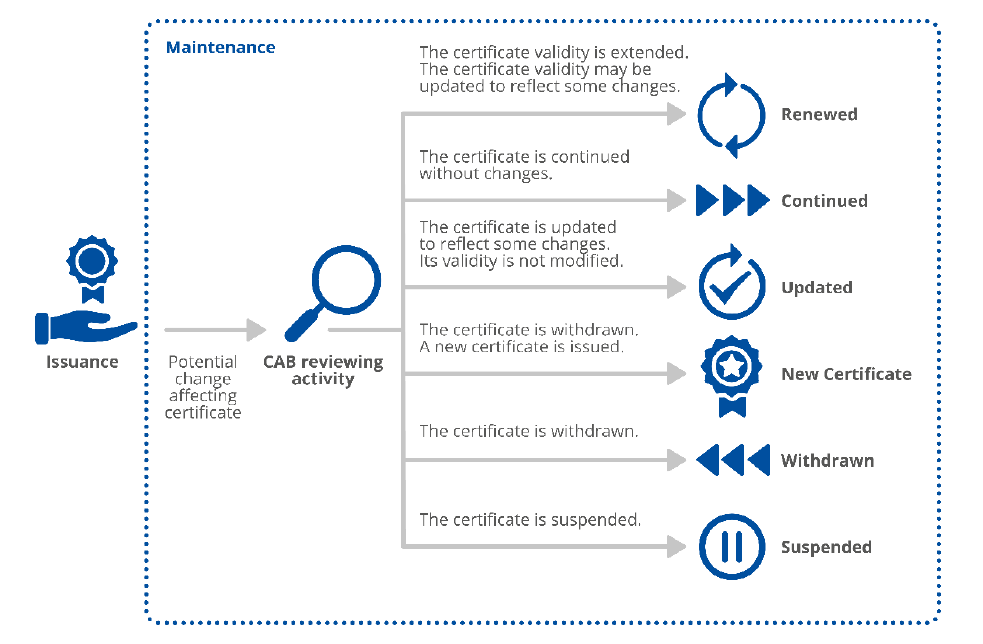 Maintenance
The certificate validity is extended.
The certificate validity may be
updated to reflect some changes.
Renewed
The certificate is continued
without changes.
Continued
The certificate is updated
to reflect some changes.
Its validity is not modified.
Updated
Issuance
Potential
change
affecting
certificate
CAB reviewing
activity
The certificate is withdrawn.
A new certificate is issued.
New Certificate
The certificate is withdrawn.
Withdrawn
The certificate is suspended.
Suspended